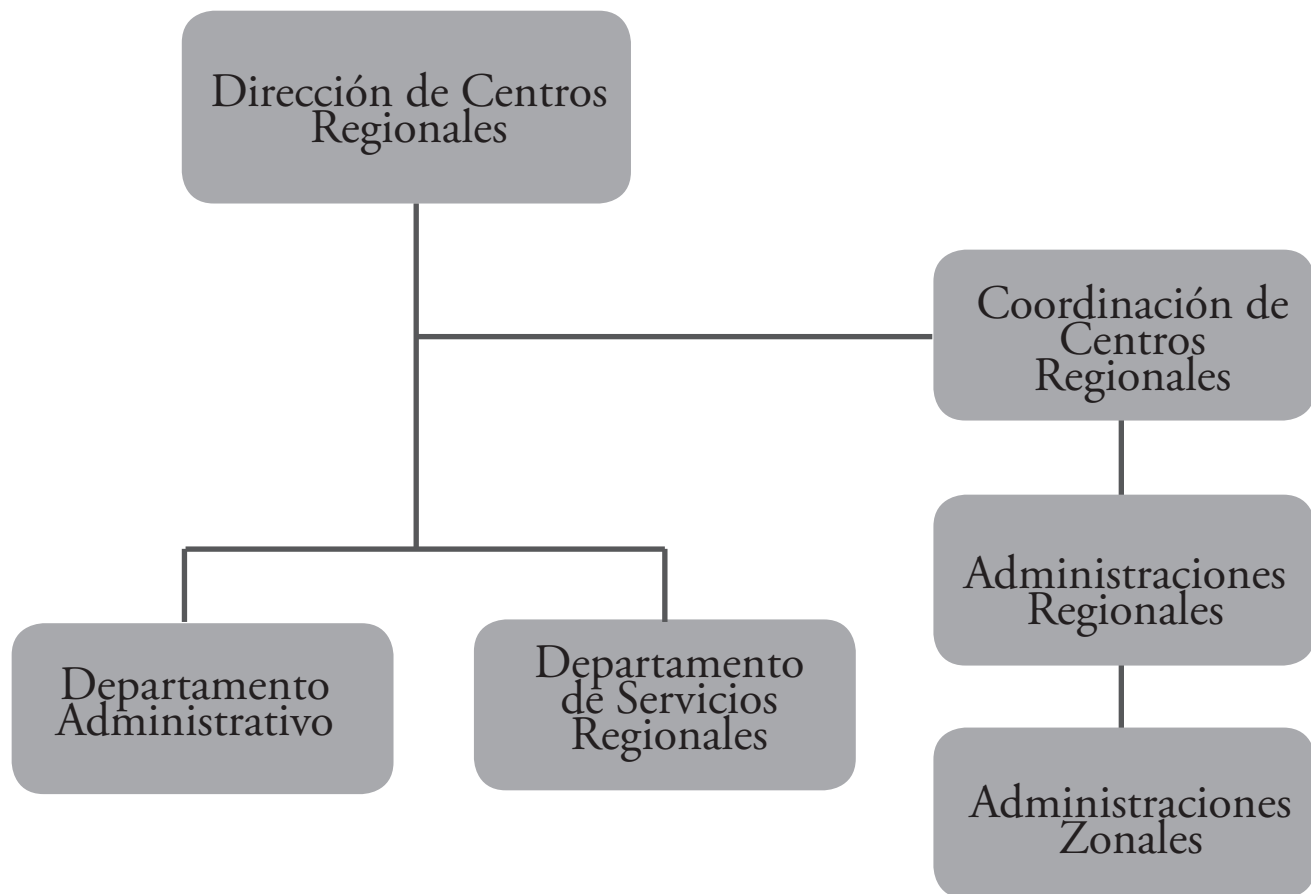 Dirección de Centros
Regionales
Coordinación de
Centros
Regionales
Administraciones
Regionales
Departamento
Administrativo
Departamento
de Servicios
Regionales
Administraciones
Zonales